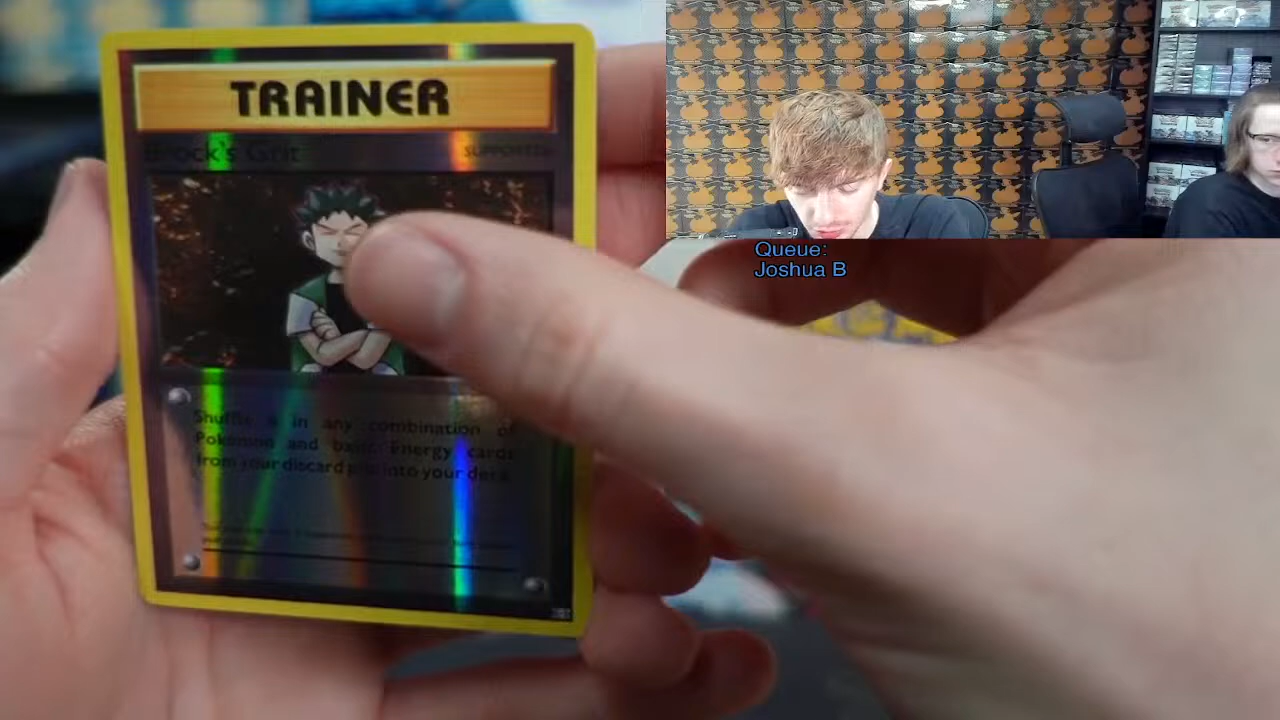 TRAINER
Brock's Grit
SUPPORTER
Shuffle 6 in any combination of
Pokémon and basic Energy cards
from your discard pile into your deck.
Queue:
Joshua B